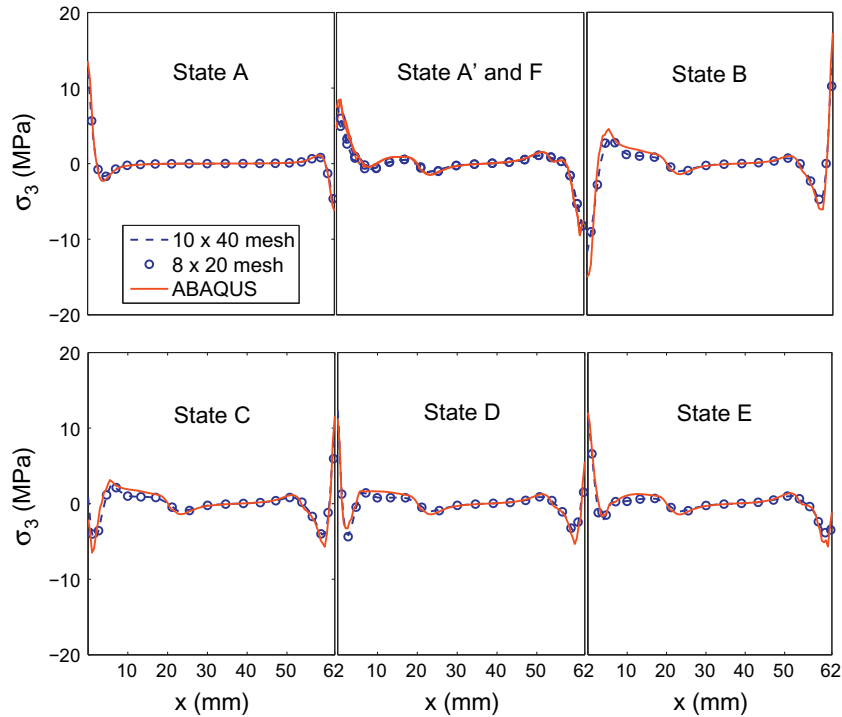 20
10
0
−10
−20
σ3 (MPa)
State A
State A' and F
State B
10 x 40 mesh
8 x 20 mesh
ABAQUS
20
10
0
−10
−20
σ3 (MPa)
State C
State D
State E
10 20 30 40 50 62
10 20 30 40 50 62
10 20 30 40 50 62
x (mm)
x (mm)
x (mm)